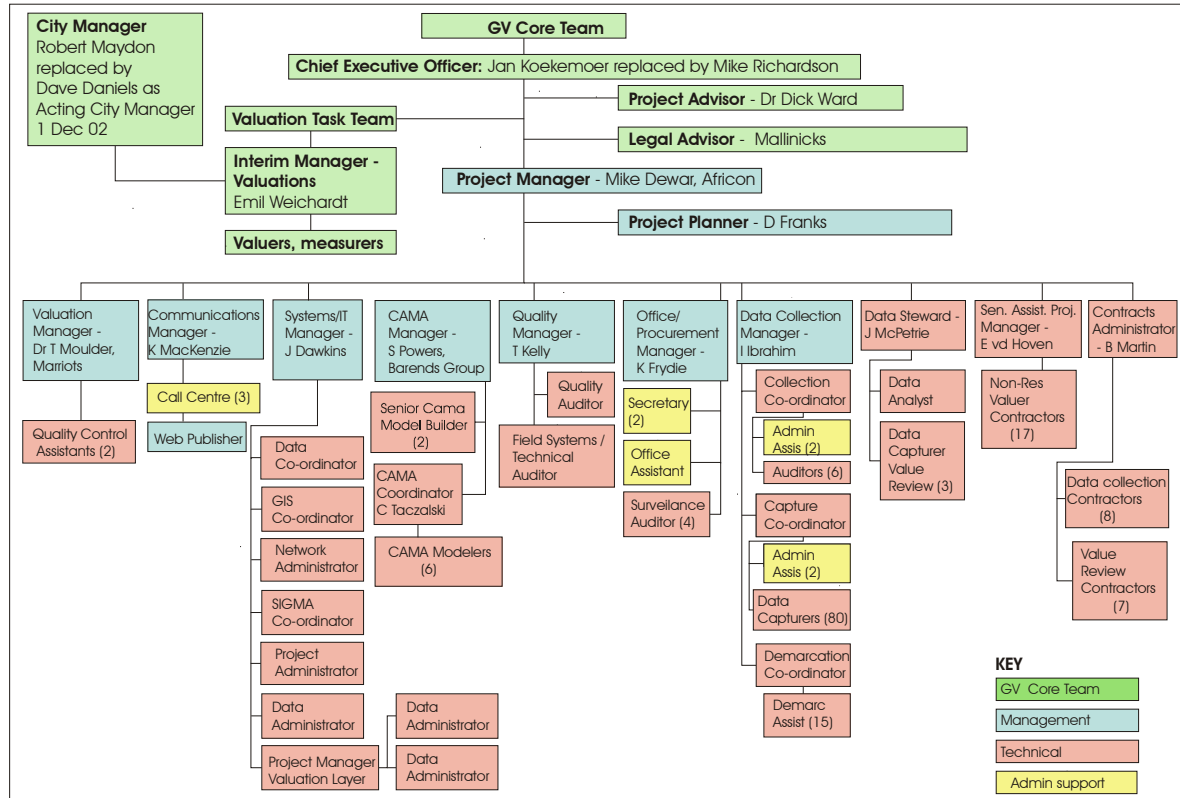 City Manager
Robert Maydon
replaced by
Dave Daniels as
Acting City Manager
1 Dec 02
GV Core Team
Chief Executive Officer: Jan Koekemoer replaced by Mike Richardson
Project Advisor - Dr Dick Ward
Valuation Task Team
Legal Advisor - Mallinicks
Interim Manager -
Valuations
Emil Weichardt
Project Manager - Mike Dewar, Africon
Project Planner - D Franks
Valuers, measurers
Valuation
Manager -
Dr T Moulder,
Marriots
Quality Control
Assistants (2)
Communications
Manager -
K MacKenzie
Call Centre (3)
Web Publisher
Systems/IT
Manager -
J Dawkins
Data
Co-ordinator
GIS
Co-ordinator
Network
Administrator
SIGMA
Co-ordinator
Project
Administrator
Data
Administrator
Project Manager
Valuation Layer
Data
Administrator
Data
Administrator
CAMA
Manager -
S Powers,
Barends Group
Senior Cama
Model Builder
(2)
CAMA
Coordinator
C Taczalski
CAMA Modelers
(6)
Quality
Manager -
T Kelly
Quality
Auditor
Field Systems /
Technical
Auditor
Office/
Procurement
Manager -
K Frydie
Secretary
(2)
Office
Assistant
Surveilance
Auditor (4)
Data Collection
Manager -
I Ibrahim
Collection
Co-ordinator
Admin
Assis (2)
Auditors (6)
Capture
Co-ordinator
Admin
Assis (2)
Data
Capturers (80)
Demarcation
Co-ordinator
Demarc
Assist (15)
Data Steward -
J McPetrie
Data
Analyst
Data
Capturer
Value
Review (3)
Sen. Assist. Proj.
Manager -
E vd Hoven
Non-Res
Valuer
Contractors
(17)
Contracts
Administrator
- B Martin
Data collection
Contractors
(8)
Value
Review
Contractors
(7)
KEY
GV Core Team
Management
Technical
Admin support